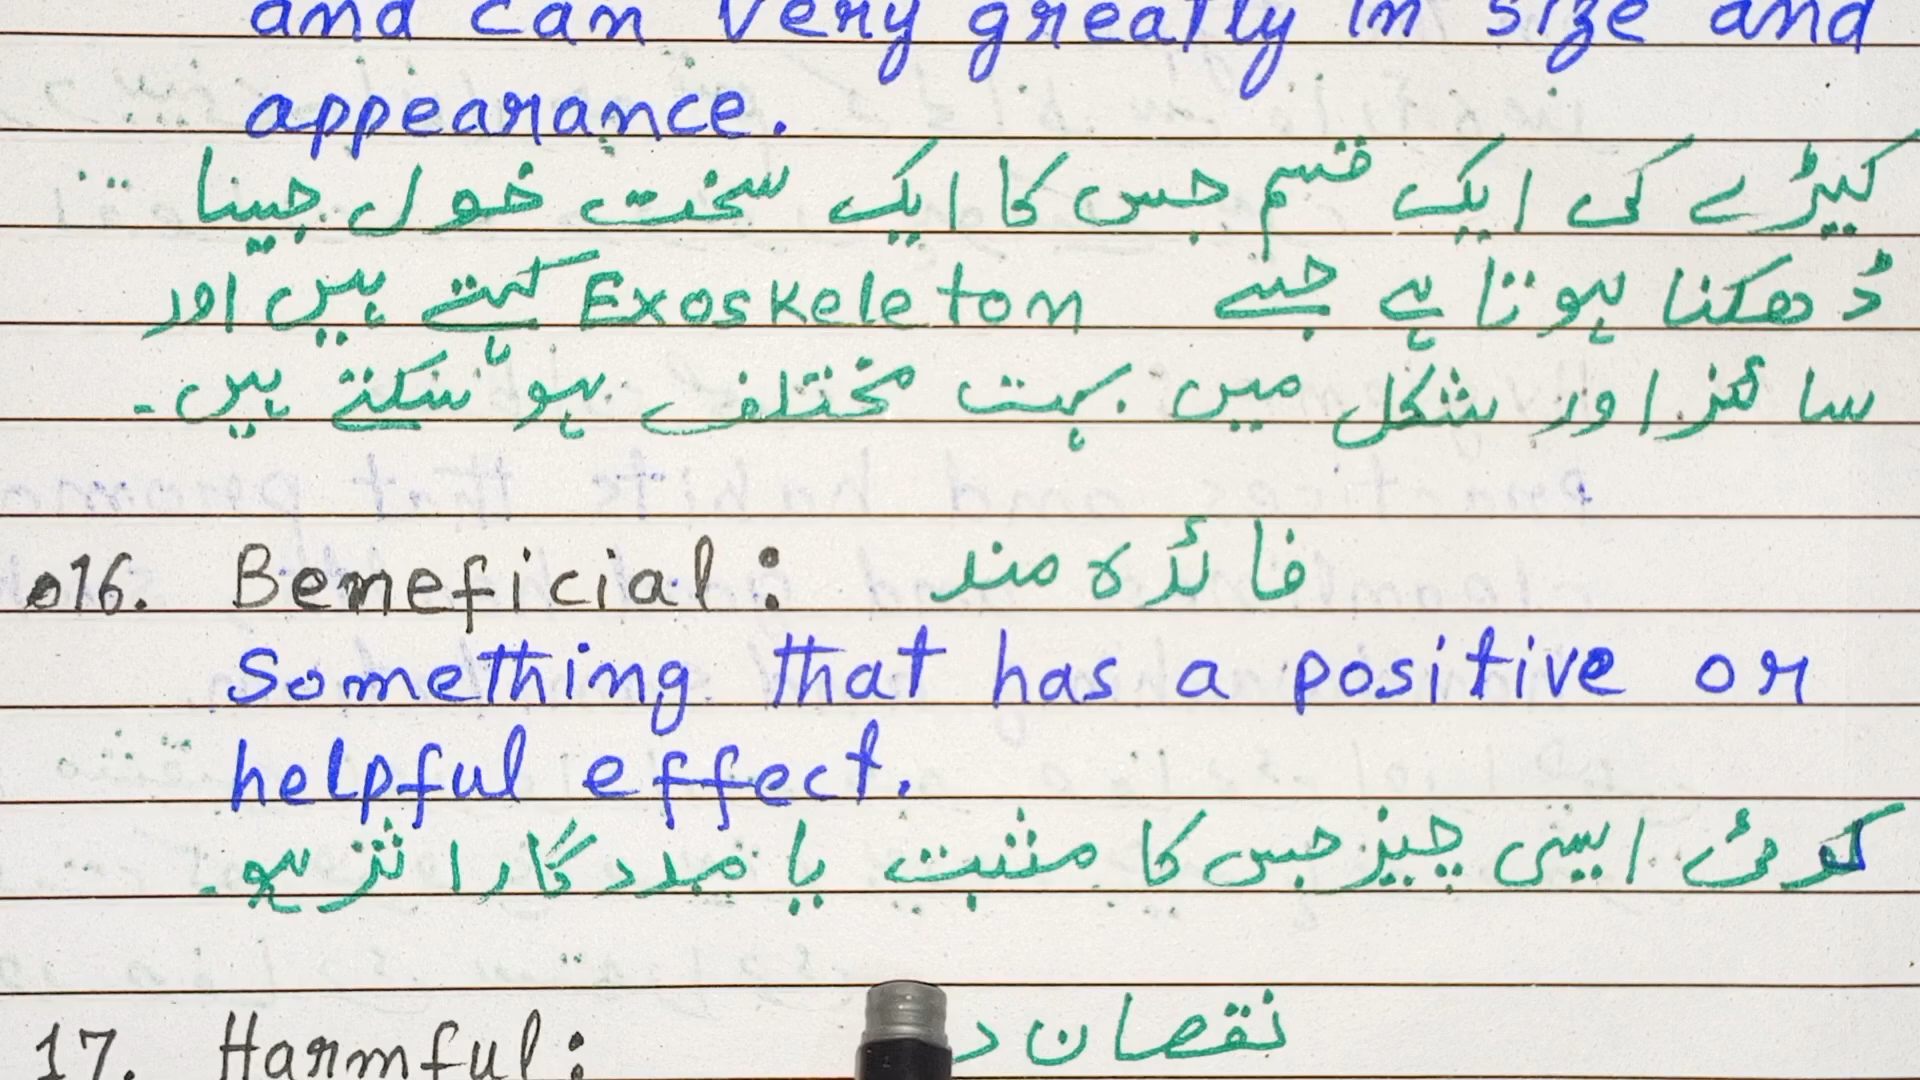 and can very greatly in size and
appearance.
کیڑے کی ایک قسم جس کا ایک سخت خول جیسا
ڈھکنا ہوتا ہے جسے Exoskeleton کہتے ہیں اور
سائز اور شکل میں بہت مختلف ہو سکتے ہیں۔
16. Beneficial: فائدہ مند
Something that has a positive or
helpful effect.
کوئی ایسی چیز جس کا مثبت یا مددگار اثر ہو۔
17. Harmful: نقصان د